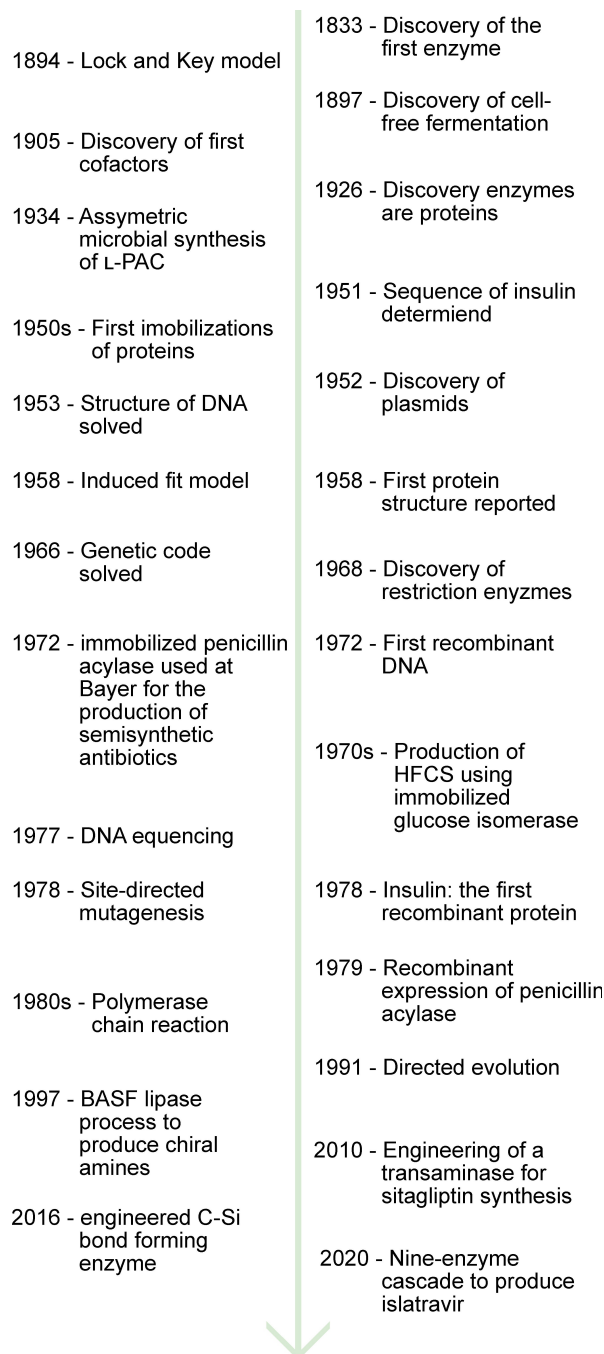 1833 - Discovery of the
first enzyme
1894 - Lock and Key model
1897 - Discovery of cell-
free fermentation
1905 - Discovery of first
cofactors
1926 - Discovery enzymes
are proteins
1934 - Assymetric
microbial synthesis
of ʟ-PAC
1951 - Sequence of insulin
determiend
1950s - First imobilizations
of proteins
1952 - Discovery of
plasmids
1953 - Structure of DNA
solved
1958 - Induced fit model
1958 - First protein
structure reported
1966 - Genetic code
solved
1968 - Discovery of
restriction enyzmes
1972 - immobilized penicillin
acylase used at
Bayer for the
production of
semisynthetic
antibiotics
1972 - First recombinant
DNA
1970s - Production of
HFCS using
immobilized
glucose isomerase
1977 - DNA equencing
1978 - Site-directed
mutagenesis
1978 - Insulin: the first
recombinant protein
1979 - Recombinant
expression of penicillin
acylase
1980s - Polymerase
chain reaction
1991 - Directed evolution
1997 - BASF lipase
process to
produce chiral
amines
2010 - Engineering of a
transaminase for
sitagliptin synthesis
2016 - engineered C-Si
bond forming
enzyme
2020 - Nine-enzyme
cascade to produce
islatravir